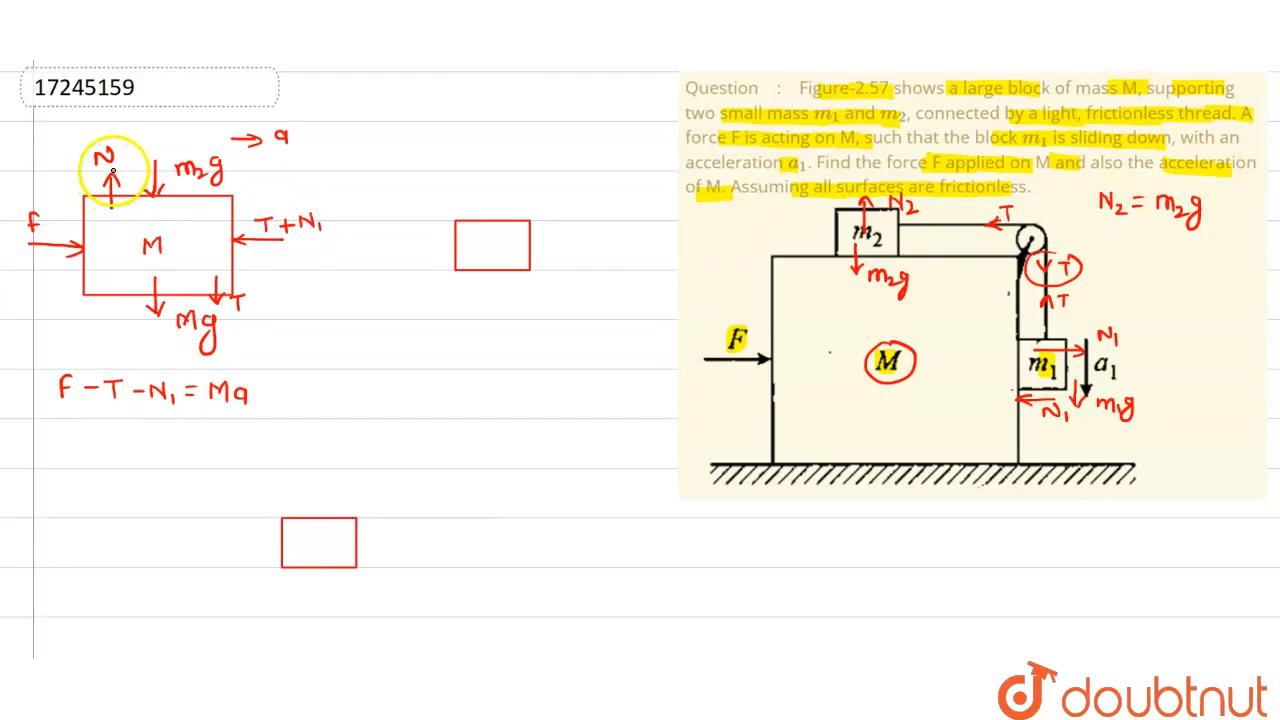 17245159
Question : Figure-2.57 shows a large block of mass M, supporting
two small mass m₁ and m₂, connected by a light, frictionless thread. A
force F is acting on M, such that the block m₁ is sliding down, with an
acceleration a₁. Find the force F applied on M and also the acceleration
of M. Assuming all surfaces are frictionless.
N
m₂g
→ a
F
M
T + N₁
Mg
T
F - T - N₁ = Ma
N₂ = m₂g
N₂
T
m₂
m₂g
T
T
F
M
N₁
m₁
a₁
N₁
m₁g
doubtnut